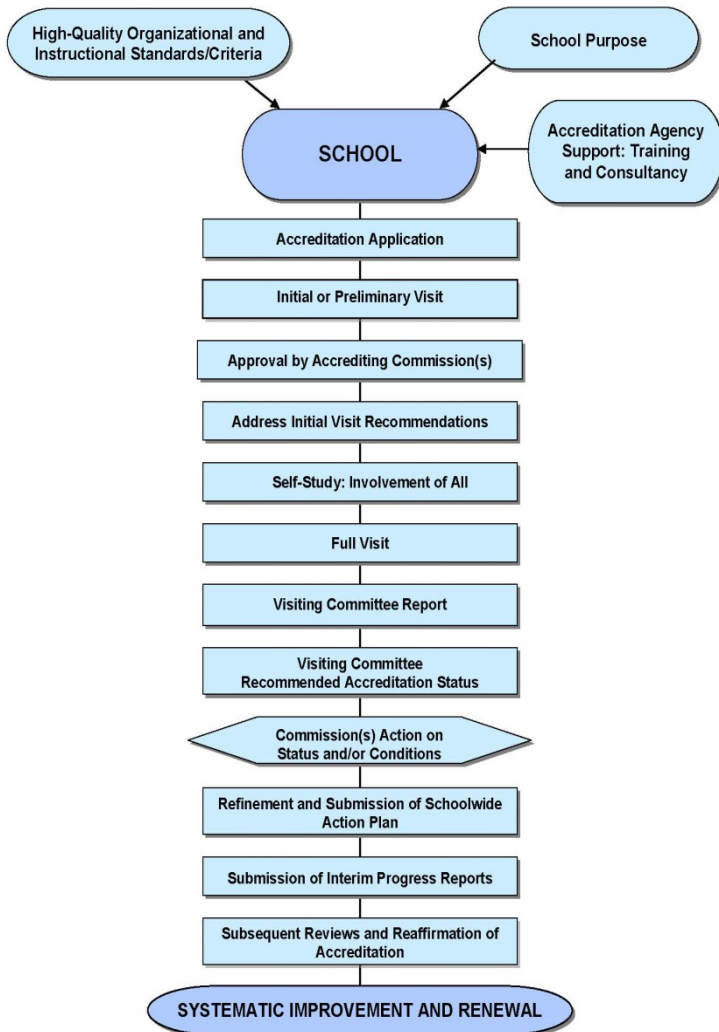 High-Quality Organizational and
Instructional Standards/Criteria
School Purpose
SCHOOL
Accreditation Agency
Support: Training
and Consultancy
Accreditation Application
Initial or Preliminary Visit
Approval by Accrediting Commission(s)
Address Initial Visit Recommendations
Self-Study: Involvement of All
Full Visit
Visiting Committee Report
Visiting Committee
Recommended Accreditation Status
Commission(s) Action on
Status and/or Conditions
Refinement and Submission of Schoolwide
Action Plan
Submission of Interim Progress Reports
Subsequent Reviews and Reaffirmation of
Accreditation
SYSTEMATIC IMPROVEMENT AND RENEWAL